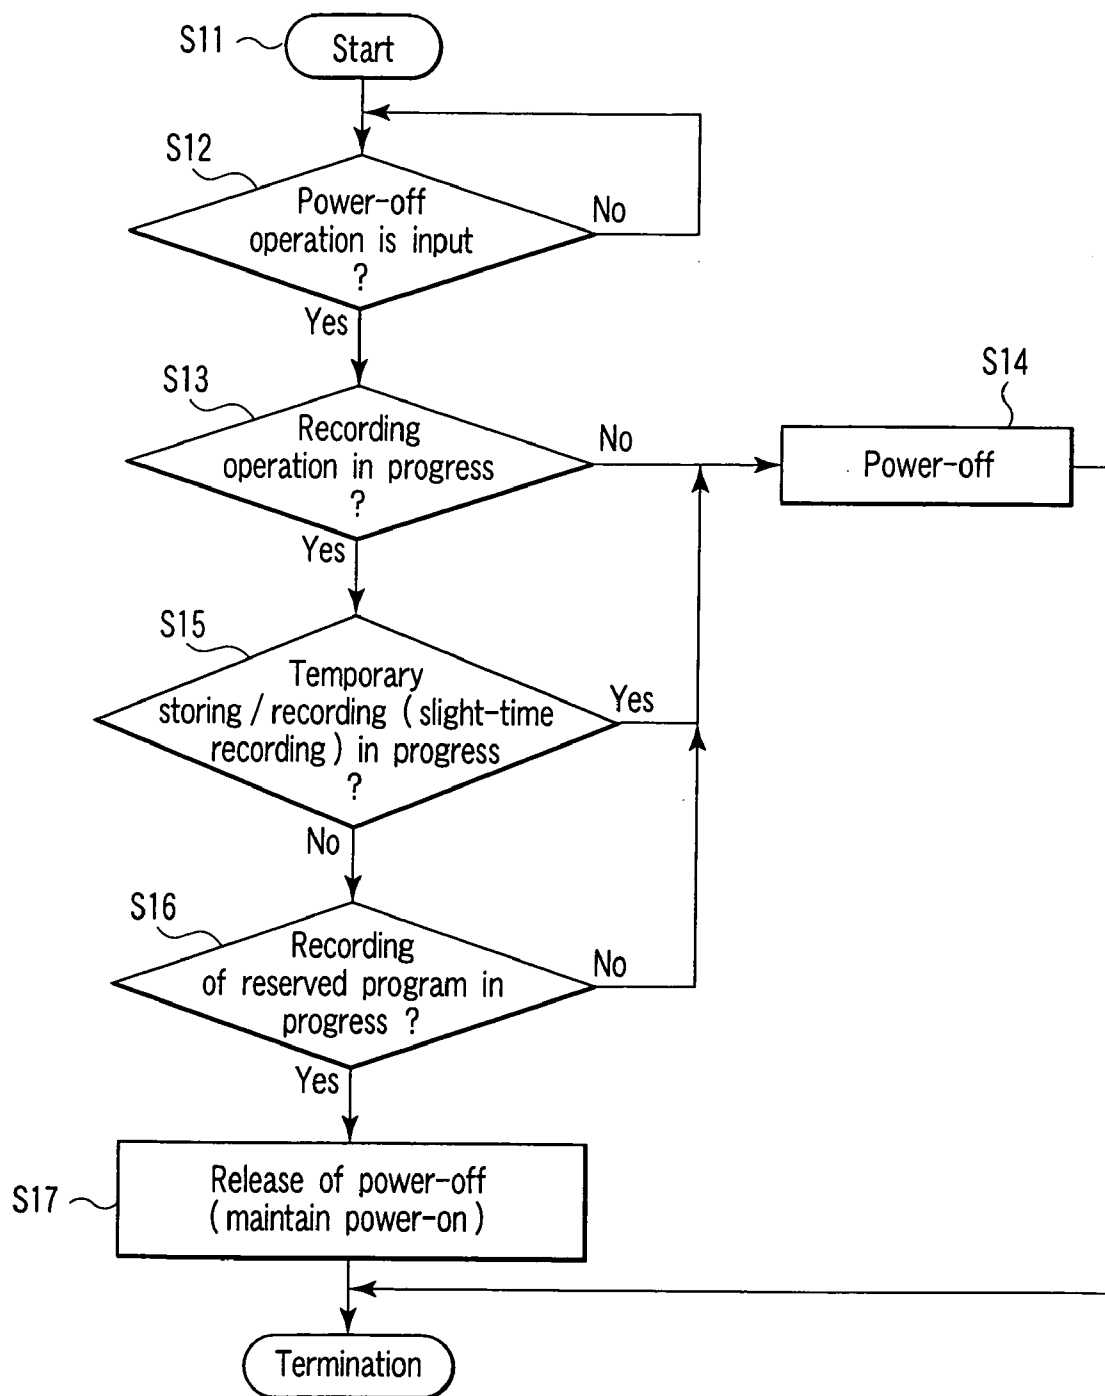 S11
Start
S12
Power-off
operation is input
?
No
Yes
S13
Recording
operation in progress
?
No
Yes
S14
Power-off
S15
Temporary
storing / recording ( slight-time
recording ) in progress
?
Yes
No
S16
Recording
of reserved program in
progress ?
No
Yes
S17
Release of power-off
( maintain power-on )
Termination